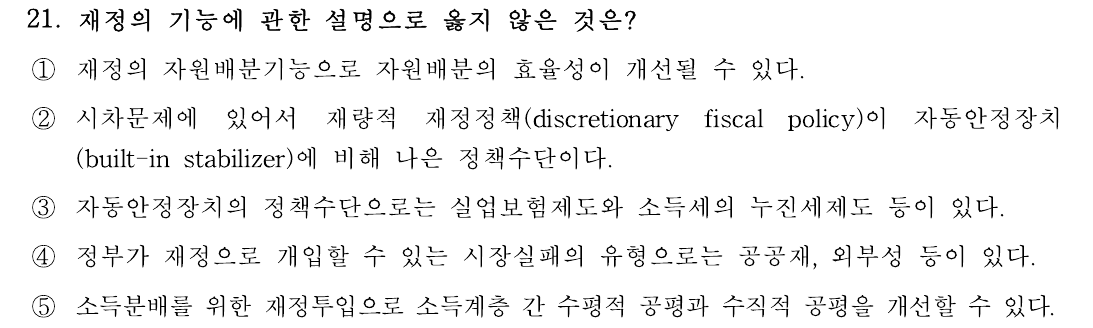 21. 재정의 기능에 관한 설명으로 옳지 않은 것은?
① 재정의 자원배분기능으로 자원배분의 효율성이 개선될 수 있다.
② 시차문제에 있어서 재량적 재정정책(discretionary fiscal policy)이 자동안정장치
(built-in stabilizer)에 비해 나은 정책수단이다.
③ 자동안정장치의 정책수단으로는 실업보험제도와 소득세의 누진세제도 등이 있다.
④ 정부가 재정으로 개입할 수 있는 시장실패의 유형으로는 공공재, 외부성 등이 있다.
⑤ 소득분배를 위한 재정투입으로 소득계층 간 수평적 공평과 수직적 공평을 개선할 수 있다.